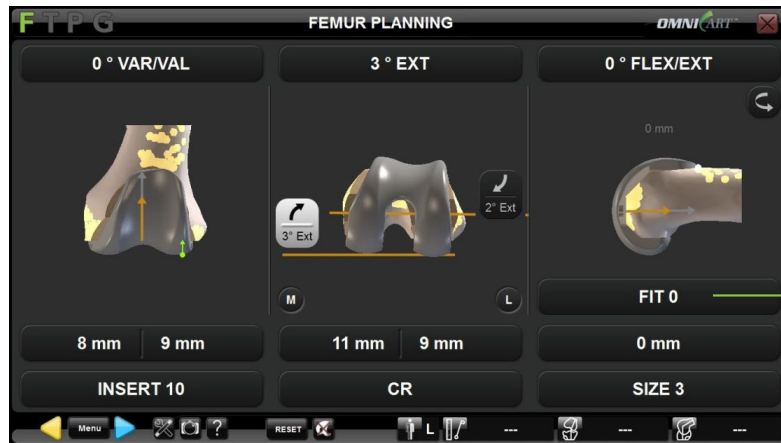 F T P G
FEMUR PLANNING
OMNI ART
0 ° VAR/VAL
3 ° EXT
0 ° FLEX/EXT
0 mm
3° Ext
2° Ext
M
L
FIT 0
8 mm 9 mm
11 mm 9 mm
0 mm
INSERT 10
CR
SIZE 3
Menu
?
RESET
L
---
---
---